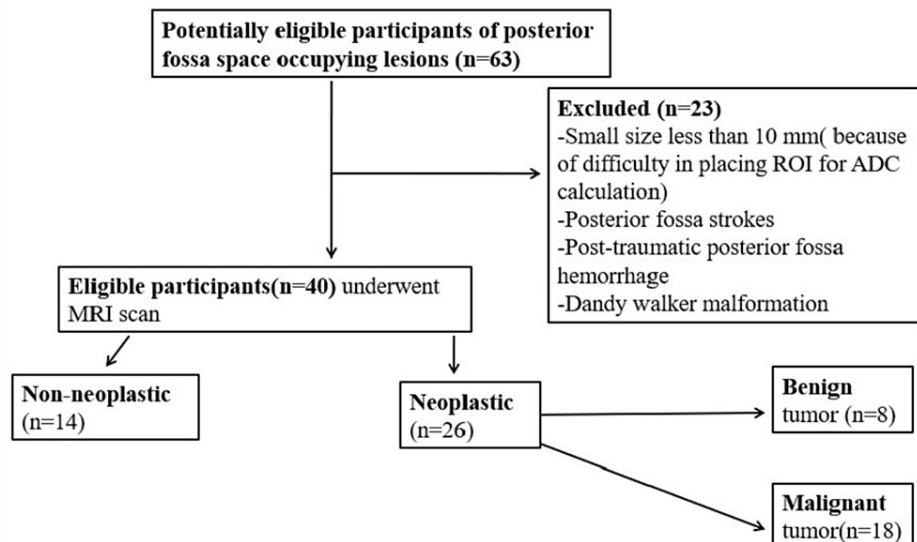 Potentially eligible participants of posterior
fossa space occupying lesions (n=63)
Excluded (n=23)
-Small size less than 10 mm( because
of difficulty in placing ROI for ADC
calculation)
-Posterior fossa strokes
-Post-traumatic posterior fossa
hemorrhage
-Dandy walker malformation
Eligible participants(n=40) underwent
MRI scan
Non-neoplastic
(n=14)
Neoplastic
(n=26)
Benign
tumor (n=8)
Malignant
tumor(n=18)